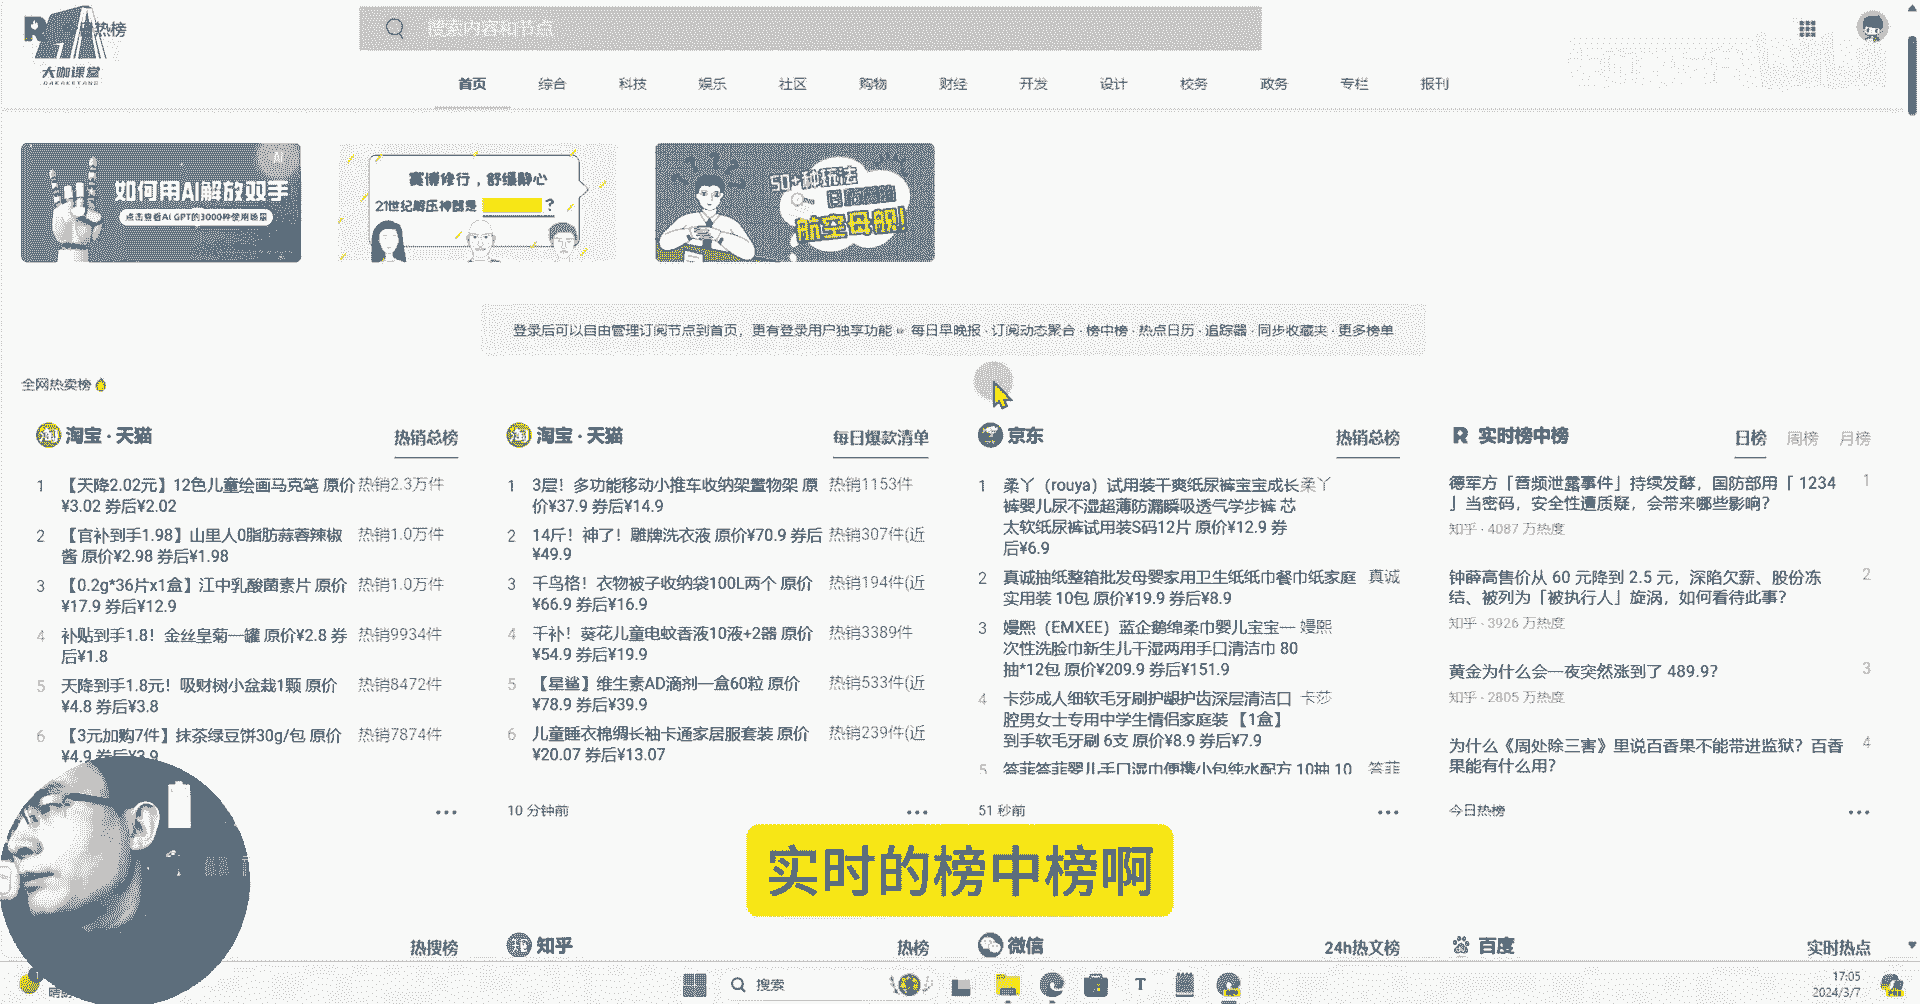 热榜
大咖课堂
DAKAKETANG
搜索内容和节点
首页 综合 科技 娱乐 社区 购物 财经 开发 设计 校务 政务 专栏 报刊
AI
如何用AI解放双手
点击查看AI GPT的3000种使用场景
赛博修行，舒缓静心
21世纪解压神器是 ？
50+种玩法
航空母舰！
登录后可以自由管理订阅节点到首页，更有登录用户独享功能 每日早晚报 · 订阅动态聚合 · 榜中榜 · 热点日历 · 追踪器 · 同步收藏夹 · 更多榜单
全网热卖榜
淘宝 · 天猫 热销总榜
1 【天降2.02元】12色儿童绘画马克笔 原价 热销2.3万件
¥3.02 券后¥2.02
2 【官补到手1.98】山里人0脂肪蒜蓉辣椒 热销1.0万件
酱 原价¥2.98 券后¥1.98
3 【0.2g*36片x1盒】江中乳酸菌素片 原价 热销1.0万件
¥17.9 券后¥12.9
4 补贴到手1.8！金丝皇菊一罐 原价¥2.8 券 热销9934件
后¥1.8
5 天降到手1.8元！吸财树小盆栽1颗 原价 热销8472件
¥4.8 券后¥3.8
6 【3元加购7件】抹茶绿豆饼30g/包 原价 热销7874件
¥4.9 券后¥3.9
淘宝 · 天猫 每日爆款清单
1 3层！多功能移动小推车收纳架置物架 原 热销1153件
价¥37.9 券后¥14.9
2 14斤！神了！雕牌洗衣液 原价¥70.9 券后 热销307件(近
¥49.9
3 千鸟格！衣物被子收纳袋100L两个 原价 热销194件(近
¥66.9 券后¥16.9
4 千补！葵花儿童电蚊香液10液+2器 原价 热销3389件
¥54.9 券后¥19.9
5 【星鲨】维生素AD滴剂一盒60粒 原价 热销533件(近
¥78.9 券后¥39.9
6 儿童睡衣棉绸长袖卡通家居服套装 原价 热销239件(近
¥20.07 券后¥13.07
10 分钟前
京东 热销总榜
1 柔丫（rouya）试用装干爽纸尿裤宝宝成长 柔丫
裤婴儿尿不湿超薄防漏瞬吸透气学步裤 芯
太软纸尿裤试用装S码12片 原价¥12.9 券
后¥6.9
2 真诚抽纸整箱批发母婴家用卫生纸纸巾餐巾纸家庭 真诚
实用装 10包 原价¥19.9 券后¥8.9
3 嫚熙（EMXEE）蓝企鹅绵柔巾婴儿宝宝一 嫚熙
次性洗脸巾新生儿干湿两用手口清洁巾 80
抽*12包 原价¥209.9 券后¥151.9
4 卡莎成人细软毛牙刷护龈护齿深层清洁口 卡莎
腔男女士专用中学生情侣家庭装 【1盒】
到手软毛牙刷 6支 原价¥8.9 券后¥7.9
5 答菲答菲婴儿手口湿巾便携小包纯水配方 10抽 10 答菲
51 秒前
实时榜中榜 日榜 周榜 月榜
德军方「音频泄露事件」持续发酵，国防部用「 1234 1
」当密码，安全性遭质疑，会带来哪些影响？
知乎 · 4087 万热度
钟薛高售价从 60 元降到 2.5 元，深陷欠薪、股份冻 2
结、被列为「被执行人」旋涡，如何看待此事？
知乎 · 3926 万热度
黄金为什么会一夜突然涨到了 489.9？ 3
知乎 · 2805 万热度
为什么《周处除三害》里说百香果不能带进监狱？百香 4
果能有什么用？
今日热榜
实时的榜中榜啊
热搜榜
知乎 热榜
微信 24h热文榜
百度 实时热点
搜索
17:05
2024/3/7